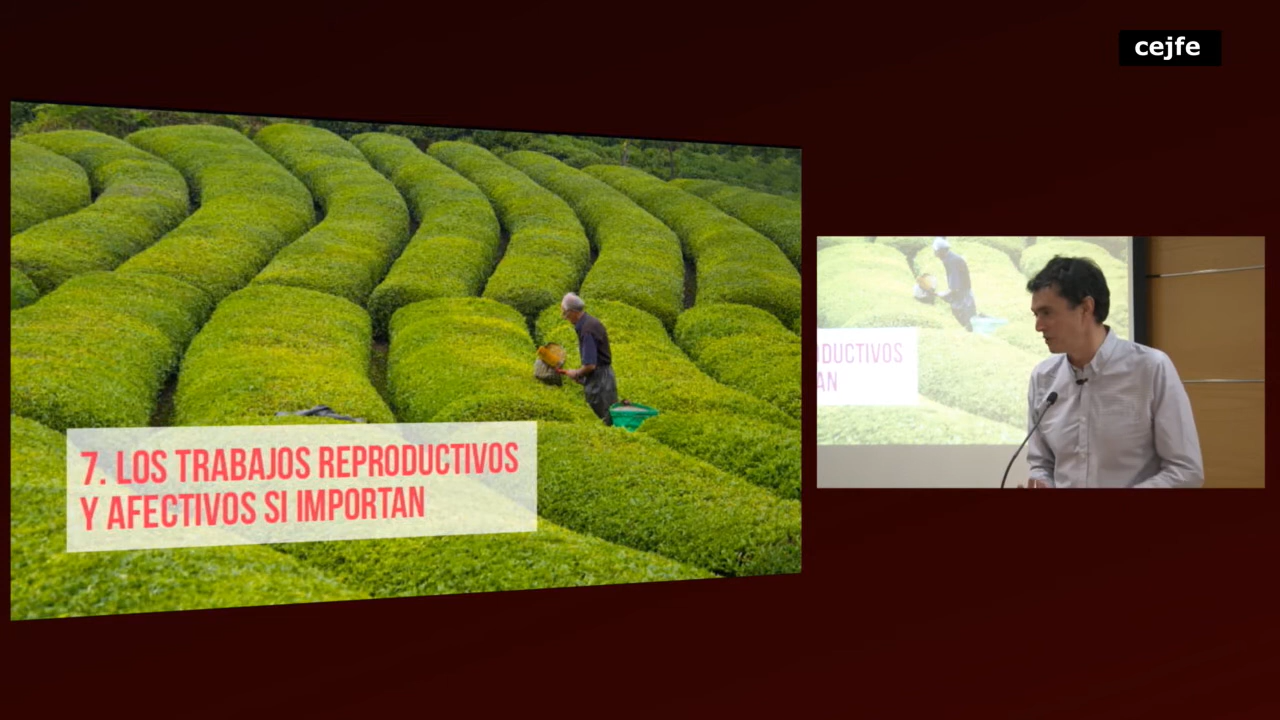 cejfe
7. LOS TRABAJOS REPRODUCTIVOS
Y AFECTIVOS SI IMPORTAN
DUCTIVOS
AN